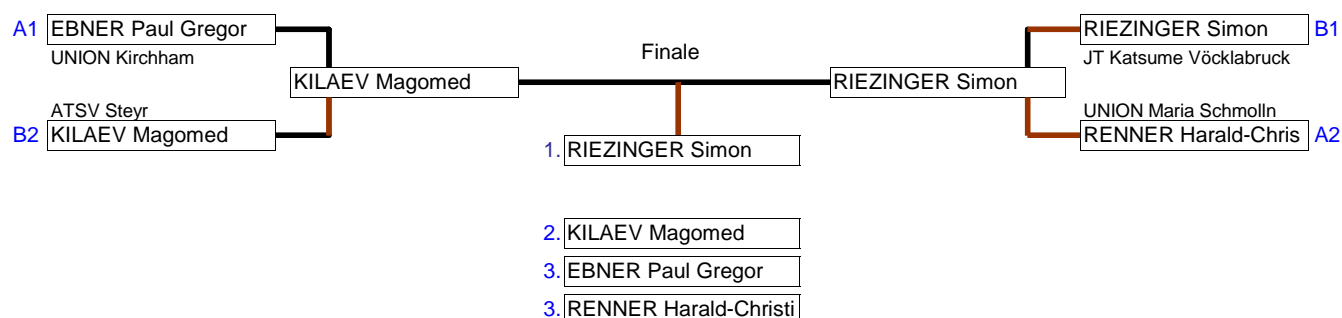 A1 EBNER Paul Gregor
UNION Kirchham
KILAEV Magomed
ATSV Steyr
B2 KILAEV Magomed
Finale
RIEZINGER Simon B1
JT Katsume Vöcklabruck
RIEZINGER Simon
UNION Maria Schmolln
RENNER Harald-Chris A2
1. RIEZINGER Simon
2. KILAEV Magomed
3. EBNER Paul Gregor
3. RENNER Harald-Christi